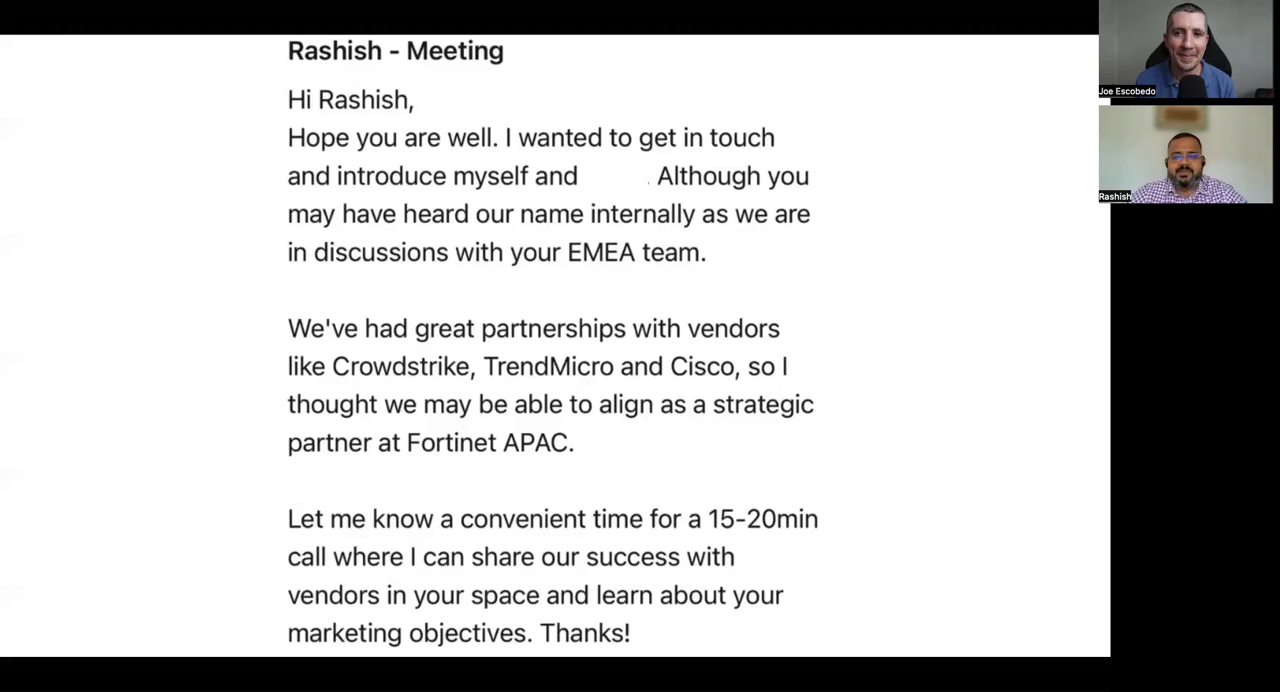 Rashish - Meeting
Hi Rashish,
Hope you are well. I wanted to get in touch
and introduce myself and . Although you
may have heard our name internally as we are
in discussions with your EMEA team.
We've had great partnerships with vendors
like Crowdstrike, TrendMicro and Cisco, so I
thought we may be able to align as a strategic
partner at Fortinet APAC.
Let me know a convenient time for a 15-20min
call where I can share our success with
vendors in your space and learn about your
marketing objectives. Thanks!
Joe Escobedo
Rashish